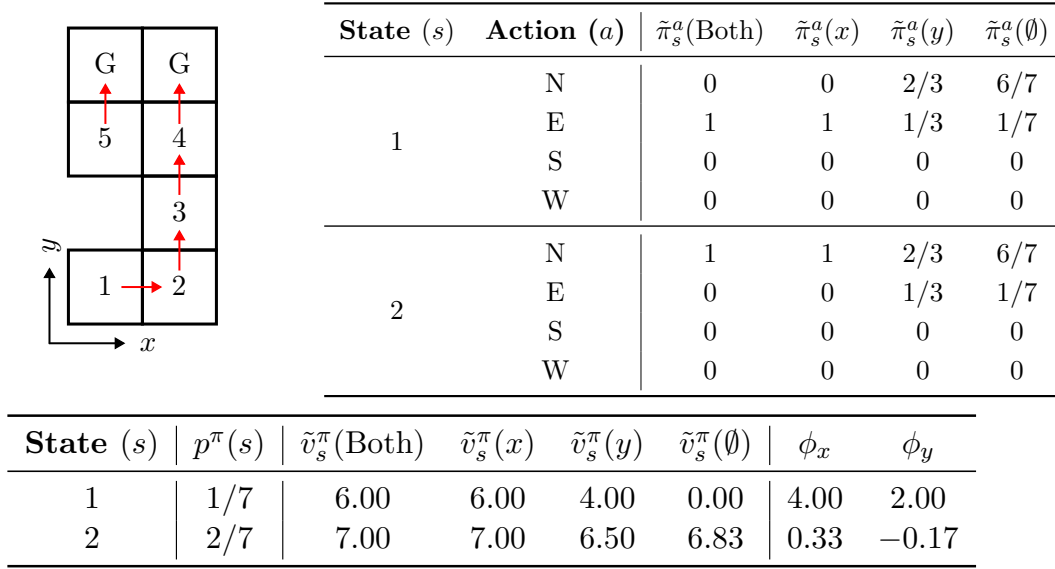 G G
5 4
3
1 2
y
x
State (s) Action (a) π̃ₛᵃ(Both) π̃ₛᵃ(x) π̃ₛᵃ(y) π̃ₛᵃ(∅)
N 0 0 2/3 6/7
E 1 1 1/3 1/7
1
S 0 0 0 0
W 0 0 0 0
N 1 1 2/3 6/7
E 0 0 1/3 1/7
2
S 0 0 0 0
W 0 0 0 0
State (s) p^π(s) ṽₛ^π(Both) ṽₛ^π(x) ṽₛ^π(y) ṽₛ^π(∅) ϕₓ ϕ_y
1 1/7 6.00 6.00 4.00 0.00 4.00 2.00
2 2/7 7.00 7.00 6.50 6.83 0.33 −0.17